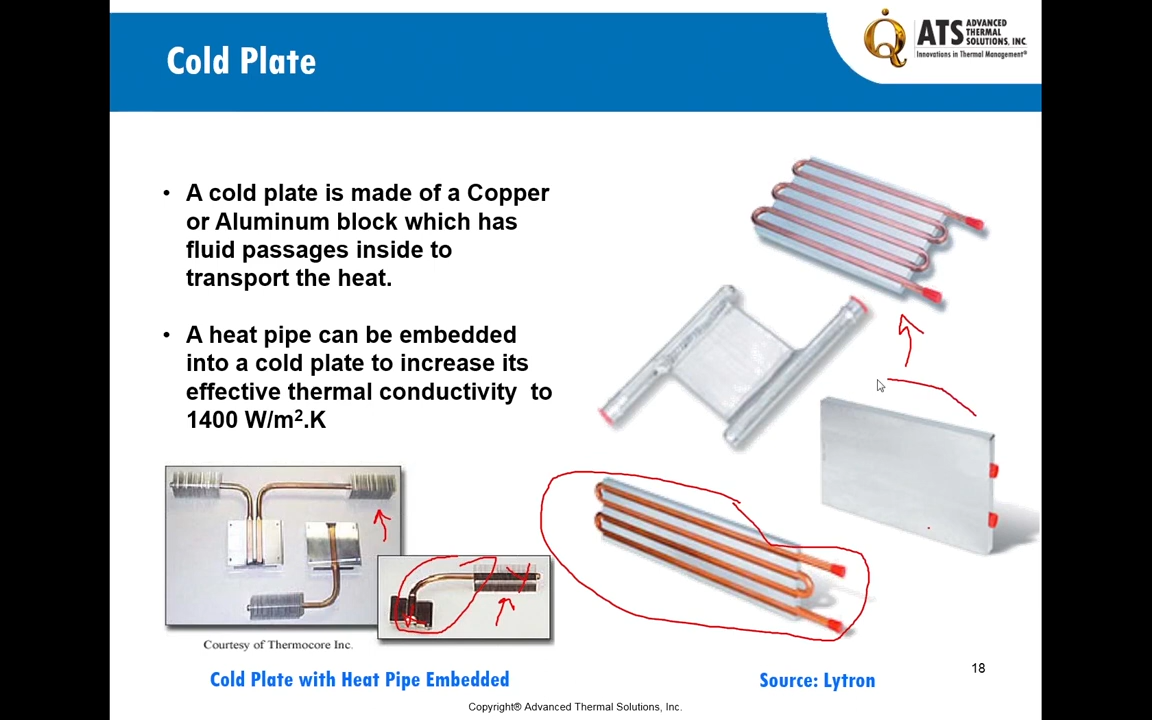 Cold Plate
ATS ADVANCED
THERMAL
SOLUTIONS, INC.
Innovations in Thermal Management®
• A cold plate is made of a Copper
or Aluminum block which has
fluid passages inside to
transport the heat.
• A heat pipe can be embedded
into a cold plate to increase its
effective thermal conductivity to
1400 W/m².K
Courtesy of Thermocore Inc.
Cold Plate with Heat Pipe Embedded
Source: Lytron
18
Copyright® Advanced Thermal Solutions, Inc.